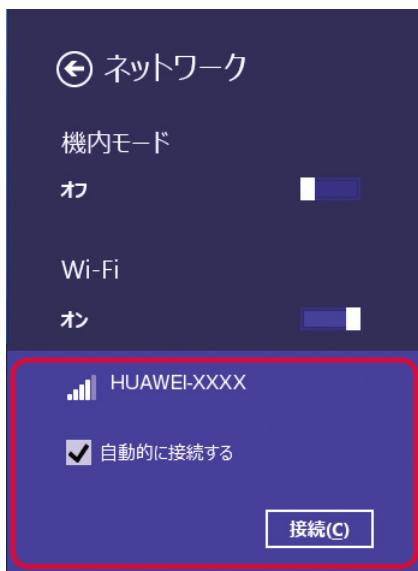 ネットワーク
機内モード
オフ
Wi-Fi
オン
HUAWEI-XXXX
自動的に接続する
接続(C)